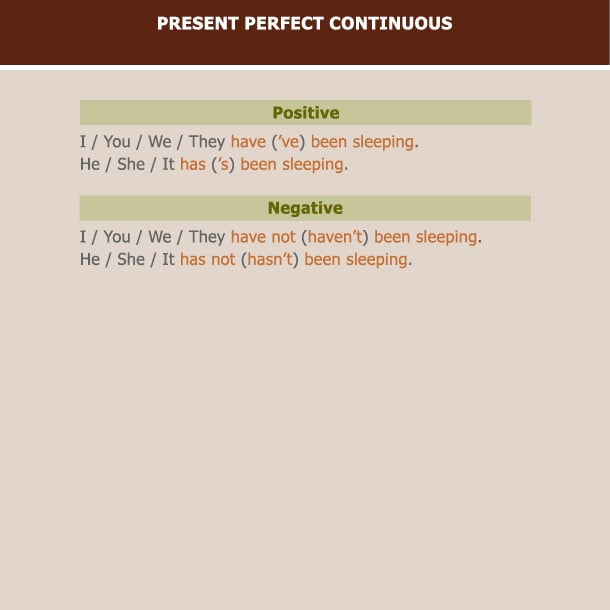 PRESENT PERFECT CONTINUOUS
Positive
I / You / We / They have (’ve) been sleeping.
He / She / It has (’s) been sleeping.
Negative
I / You / We / They have not (haven’t) been sleeping.
He / She / It has not (hasn’t) been sleeping.